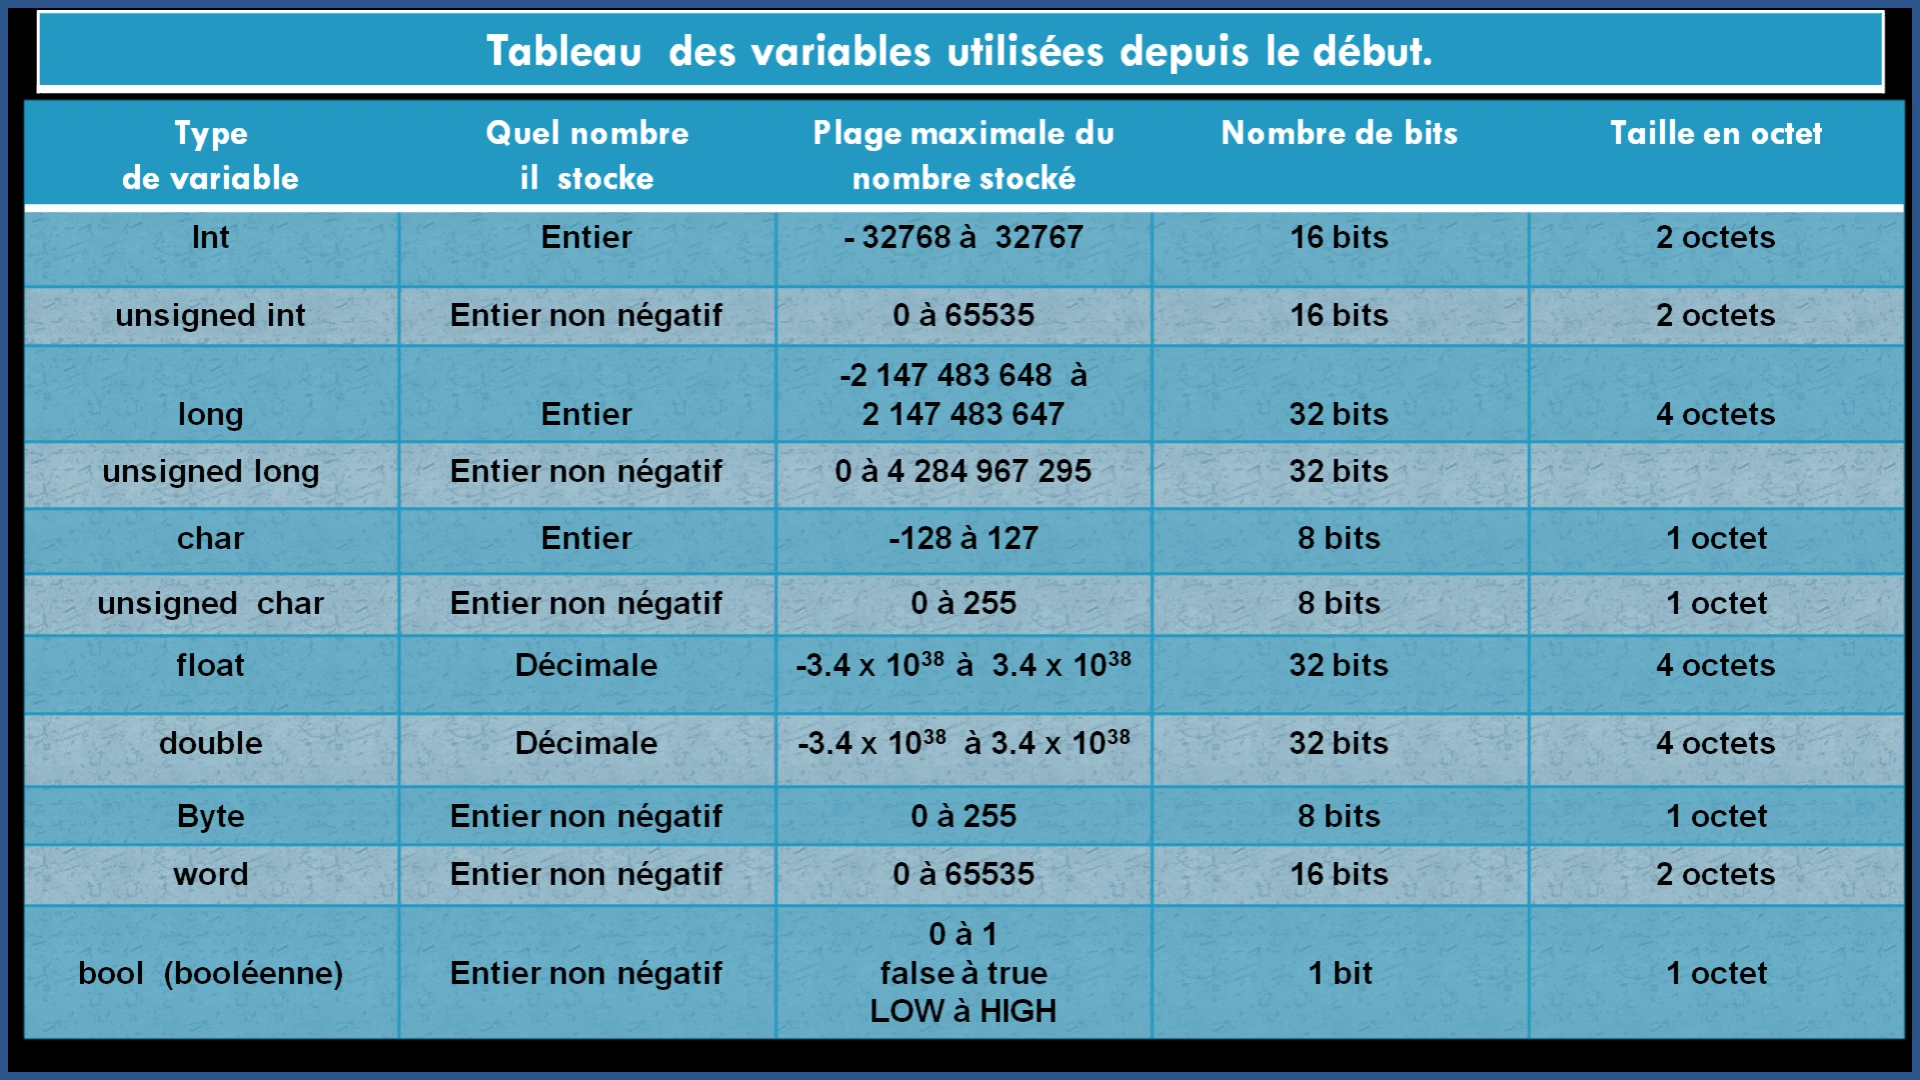 Tableau des variables utilisées depuis le début.
Type de variable Quel nombre il stocke Plage maximale du nombre stocké Nombre de bits Taille en octet
Int Entier - 32768 à 32767 16 bits 2 octets
unsigned int Entier non négatif 0 à 65535 16 bits 2 octets
long Entier -2 147 483 648 à 2 147 483 647 32 bits 4 octets
unsigned long Entier non négatif 0 à 4 284 967 295 32 bits
char Entier -128 à 127 8 bits 1 octet
unsigned char Entier non négatif 0 à 255 8 bits 1 octet
float Décimale -3.4 x 10³⁸ à 3.4 x 10³⁸ 32 bits 4 octets
double Décimale -3.4 x 10³⁸ à 3.4 x 10³⁸ 32 bits 4 octets
Byte Entier non négatif 0 à 255 8 bits 1 octet
word Entier non négatif 0 à 65535 16 bits 2 octets
bool (booléenne) Entier non négatif 0 à 1 false à true LOW à HIGH 1 bit 1 octet